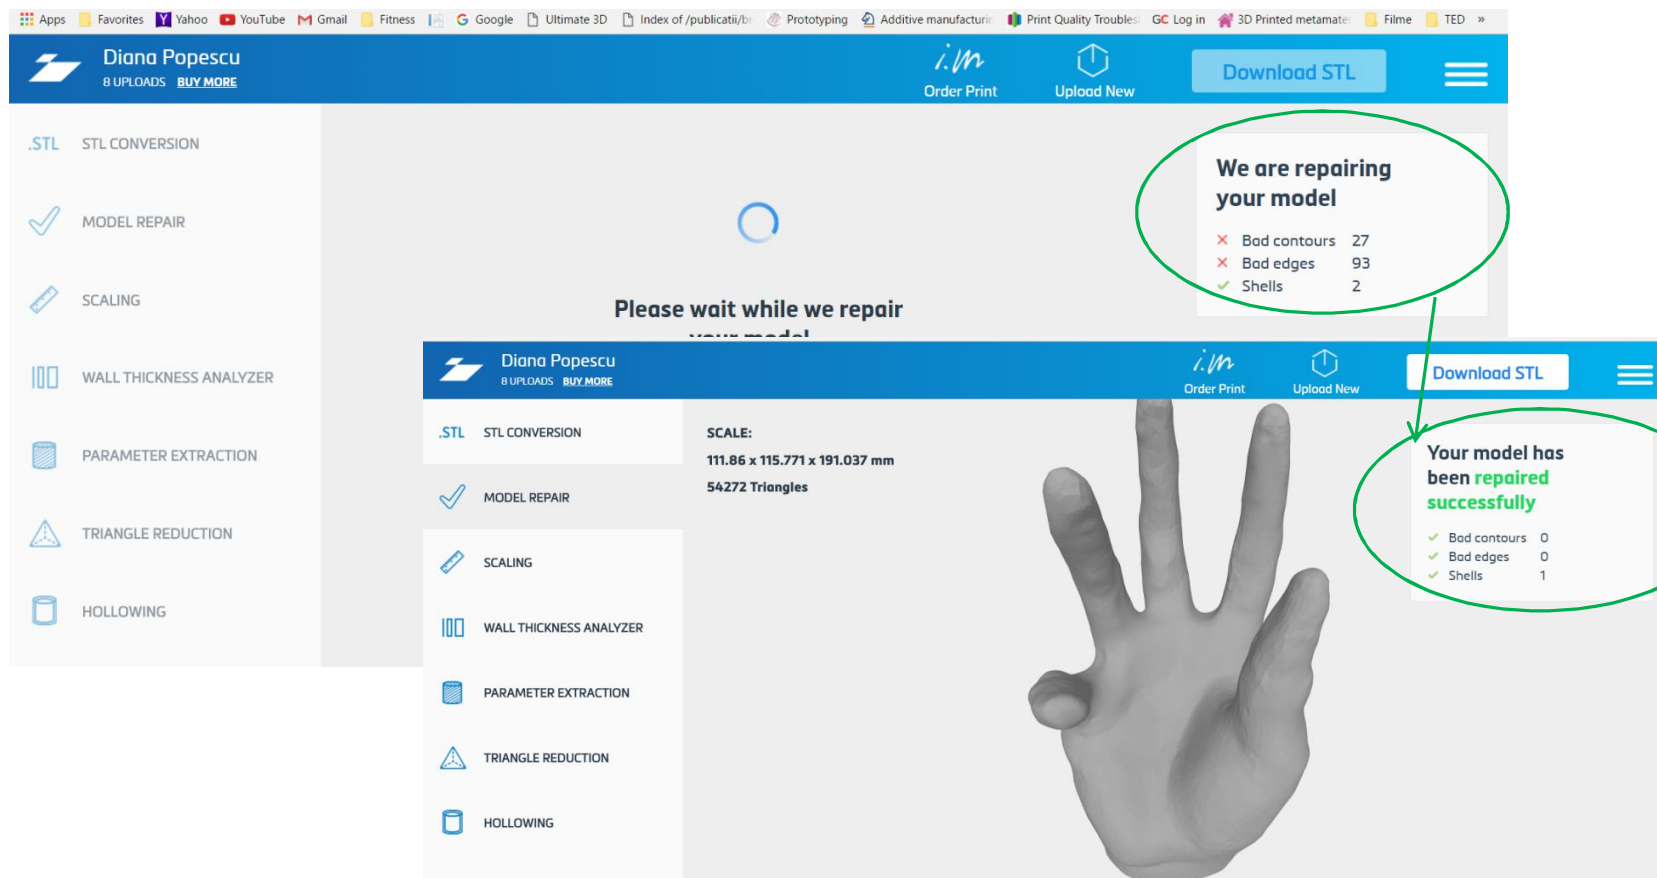 Apps Favorites Yahoo YouTube Gmail Fitness Google Ultimate 3D Index of /publicatii/b Prototyping Additive manufacturin Print Quality Troubles GC Log in 3D Printed metamate Filme TED »
Diana Popescu
8 UPLOADS BUY MORE
i.m
Order Print
Upload New
Download STL
.STL STL CONVERSION
MODEL REPAIR
SCALING
WALL THICKNESS ANALYZER
PARAMETER EXTRACTION
TRIANGLE REDUCTION
HOLLOWING
Please wait while we repair
your model
We are repairing
your model
Bad contours 27
Bad edges 93
Shells 2
Diana Popescu
8 UPLOADS BUY MORE
i.m
Order Print
Upload New
Download STL
.STL STL CONVERSION
MODEL REPAIR
SCALING
WALL THICKNESS ANALYZER
PARAMETER EXTRACTION
TRIANGLE REDUCTION
HOLLOWING
SCALE:
111.86 x 115.771 x 191.037 mm
54272 Triangles
Your model has
been repaired
successfully
Bad contours 0
Bad edges 0
Shells 1